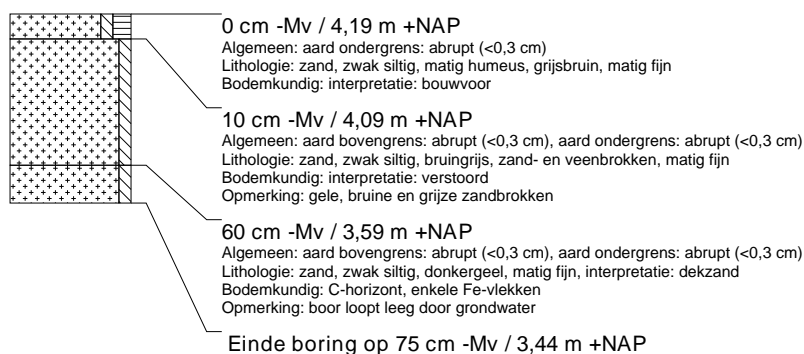 0 cm -Mv / 4,19 m +NAP
Algemeen: aard ondergrens: abrupt (<0,3 cm)
Lithologie: zand, zwak siltig, matig humeus, grijsbruin, matig fijn
Bodemkundig: interpretatie: bouwvoor
10 cm -Mv / 4,09 m +NAP
Algemeen: aard bovengrens: abrupt (<0,3 cm), aard ondergrens: abrupt (<0,3 cm)
Lithologie: zand, zwak siltig, bruingrijs, zand- en veenbrokken, matig fijn
Bodemkundig: interpretatie: verstoord
Opmerking: gele, bruine en grijze zandbrokken
60 cm -Mv / 3,59 m +NAP
Algemeen: aard bovengrens: abrupt (<0,3 cm), aard ondergrens: abrupt (<0,3 cm)
Lithologie: zand, zwak siltig, donkergeel, matig fijn, interpretatie: dekzand
Bodemkundig: C-horizont, enkele Fe-vlekken
Opmerking: boor loopt leeg door grondwater
Einde boring op 75 cm -Mv / 3,44 m +NAP